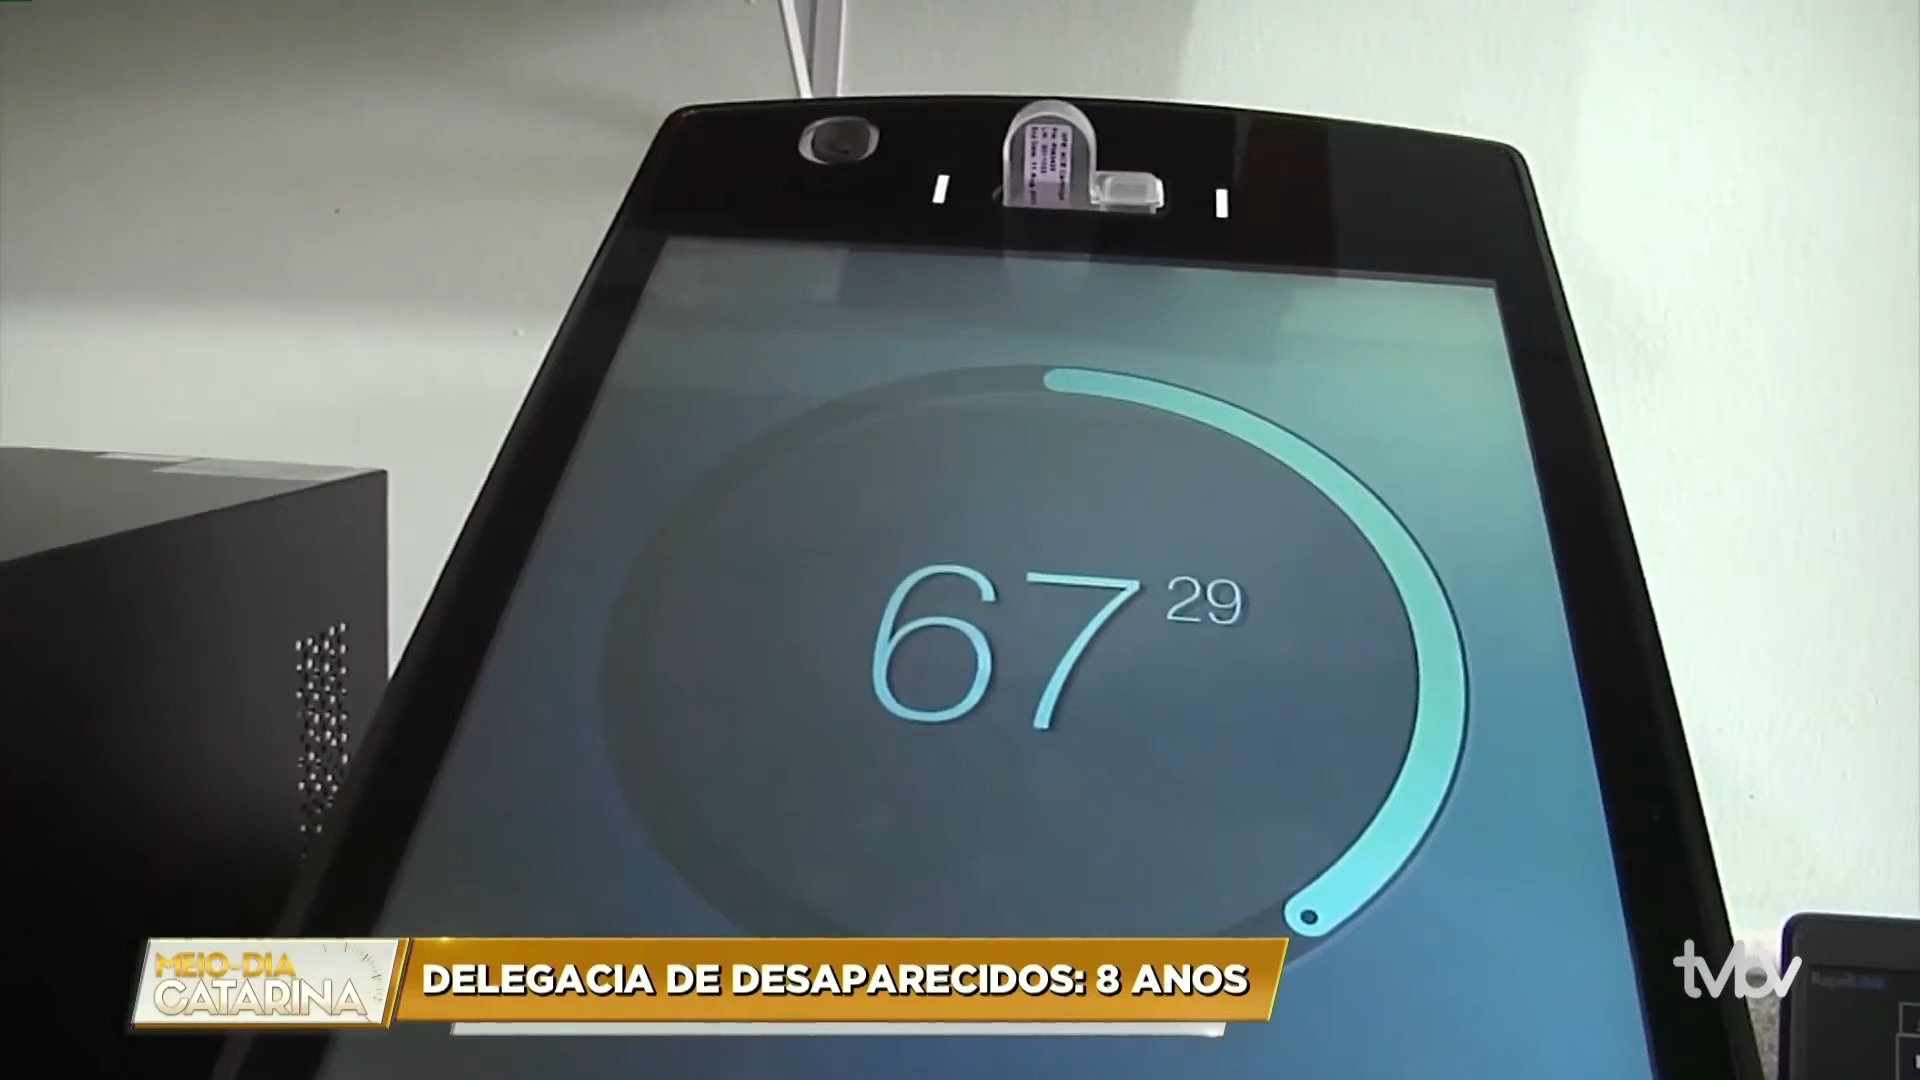 67 29
MEIO-DIA
CATARINA
DELEGACIA DE DESAPARECIDOS: 8 ANOS
tvbv